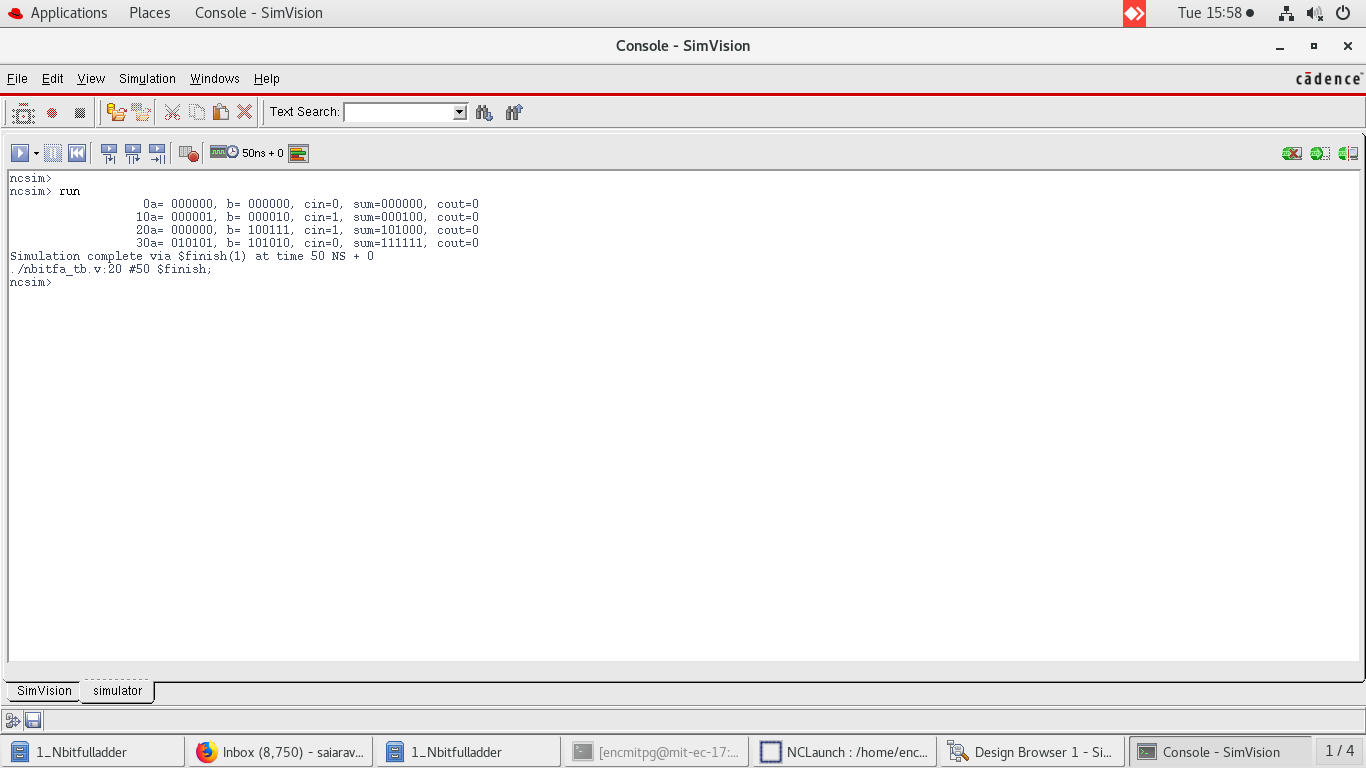 Applications Places Console - SimVision Tue 15:58
Console - SimVision
File Edit View Simulation Windows Help cādence
Text Search:
50ns + 0
ncsim>
ncsim> run
0a= 000000, b= 000000, cin=0, sum=000000, cout=0
10a= 000001, b= 000010, cin=1, sum=000100, cout=0
20a= 000000, b= 100111, cin=1, sum=101000, cout=0
30a= 010101, b= 101010, cin=0, sum=111111, cout=0
Simulation complete via $finish(1) at time 50 NS + 0
./nbitfa_tb.v:20 #50 $finish;
ncsim>
SimVision simulator
1_Nbitfulladder Inbox (8,750) - saiarav... 1_Nbitfulladder [encmitpg@mit-ec-17:... NCLaunch : /home/enc... Design Browser 1 - Si... Console - SimVision 1 / 4